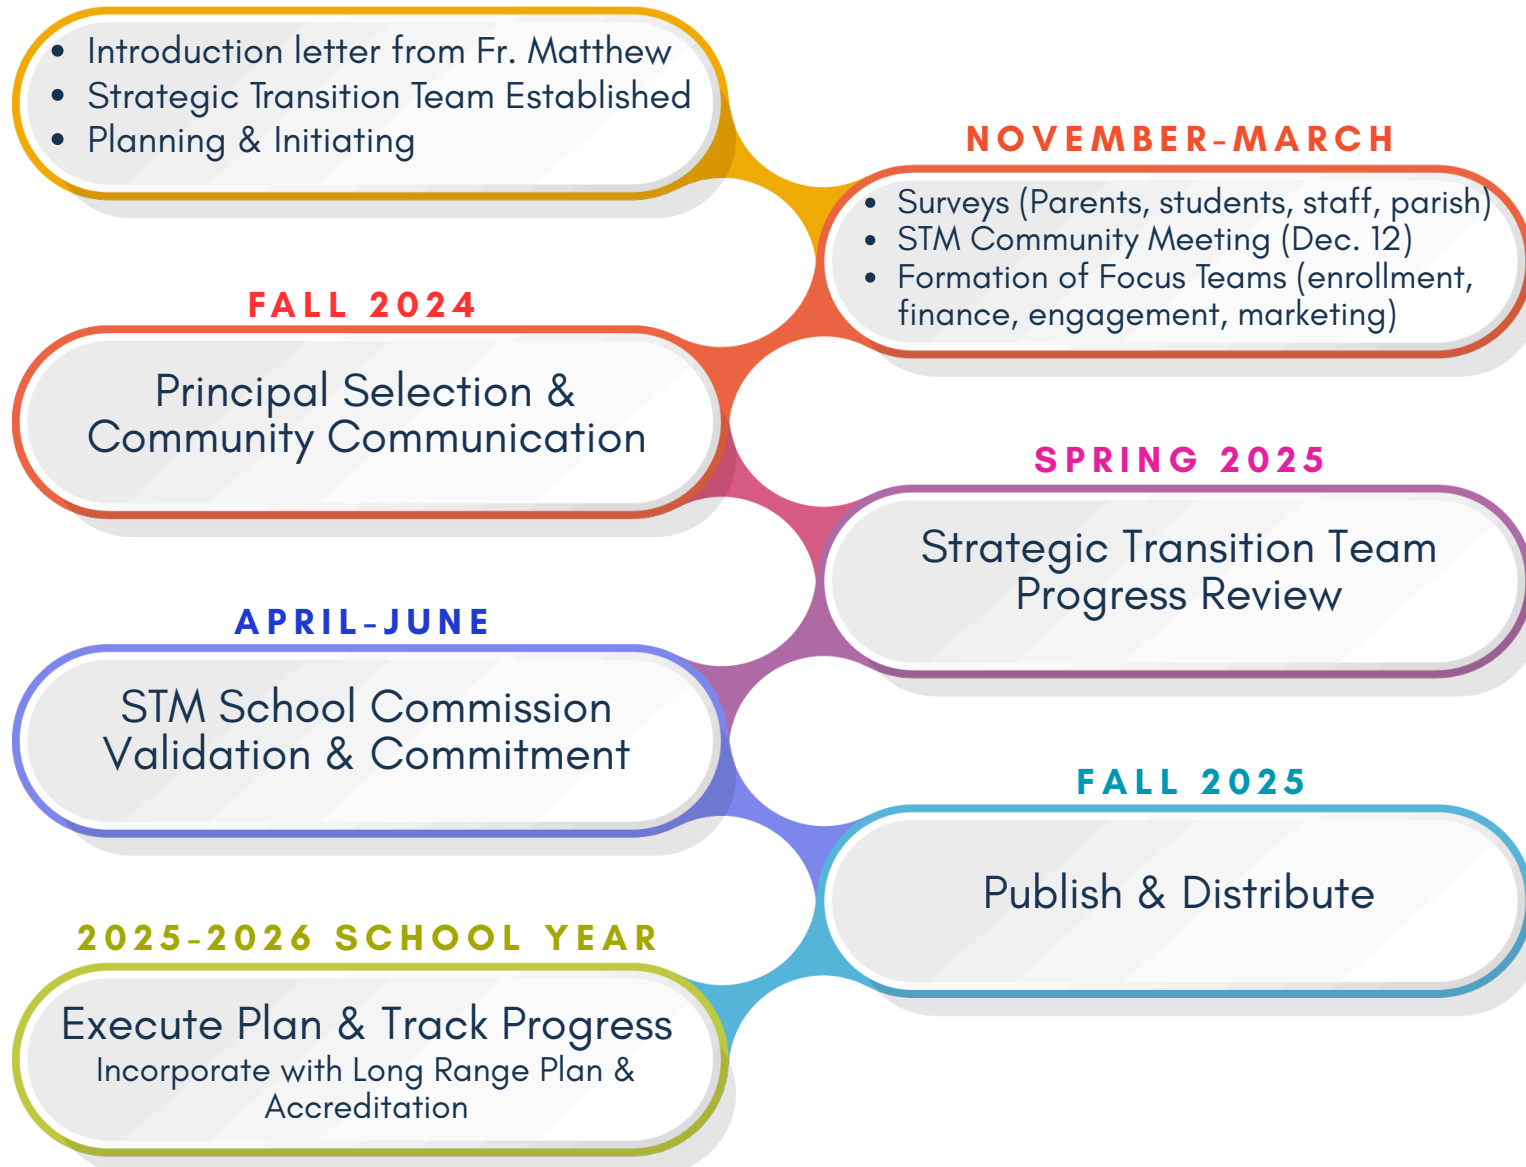 • Introduction letter from Fr. Matthew
• Strategic Transition Team Established
• Planning & Initiating
NOVEMBER-MARCH
• Surveys (Parents, students, staff, parish)
• STM Community Meeting (Dec. 12)
• Formation of Focus Teams (enrollment,
finance, engagement, marketing)
FALL 2024
Principal Selection &
Community Communication
SPRING 2025
Strategic Transition Team
Progress Review
APRIL-JUNE
STM School Commission
Validation & Commitment
FALL 2025
Publish & Distribute
2025-2026 SCHOOL YEAR
Execute Plan & Track Progress
Incorporate with Long Range Plan &
Accreditation